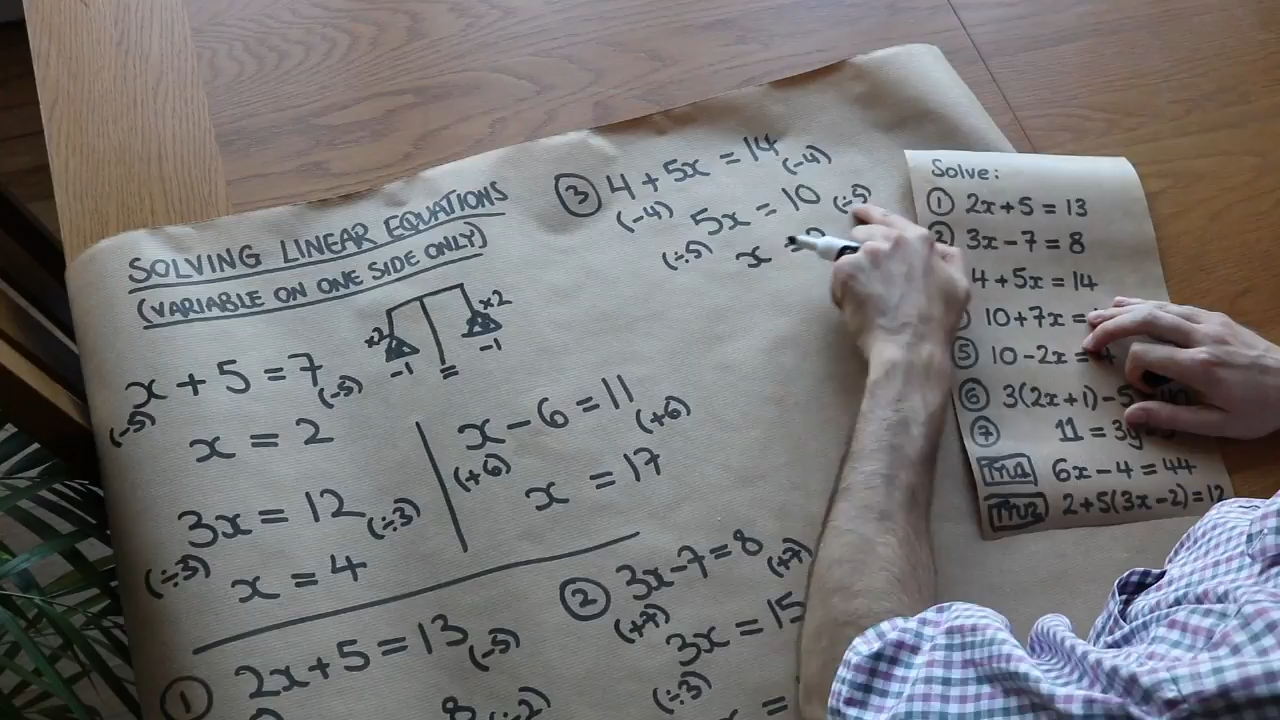 SOLVING LINEAR EQUATIONS
(VARIABLE ON ONE SIDE ONLY)
×2 ×2
-1 = -1
x + 5 = 7
(-5) (-5)
x = 2
3x = 12
(÷3) (÷3)
x = 4
x - 6 = 11
(+6) (+6)
x = 17
① 2x + 5 = 13
(-5)
8 (÷2)
② 3x - 7 = 8
(+7) (+7)
3x = 15
(÷3)
x =
③ 4 + 5x = 14
(-4) (-4)
5x = 10
(÷5) (÷5)
x =
Solve:
① 2x + 5 = 13
② 3x - 7 = 8
4 + 5x = 14
10 + 7x =
⑤ 10 - 2x = 4
⑥ 3(2x + 1) - 5
⑦ 11 = 3y
6x - 4 = 44
2 + 5(3x - 2) = 12